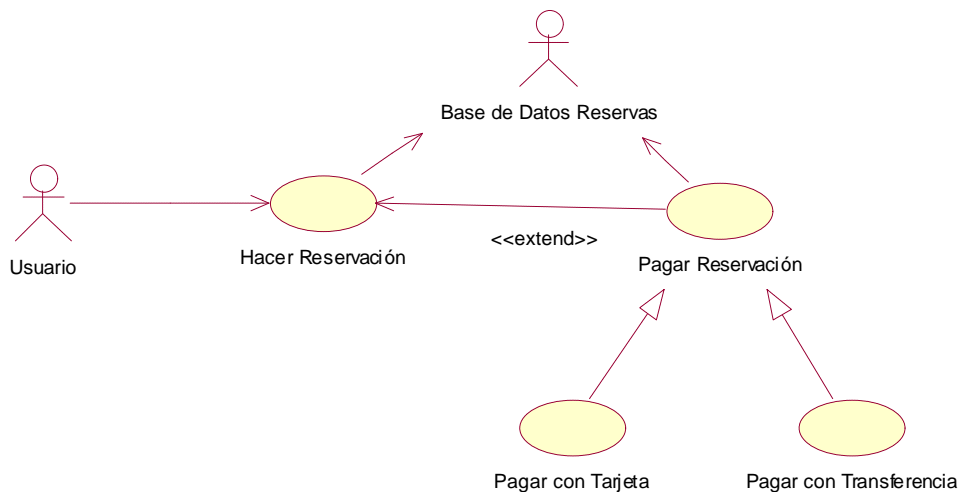 Base de Datos Reservas
Usuario
Hacer Reservación
<<extend>>
Pagar Reservación
Pagar con Tarjeta
Pagar con Transferencia